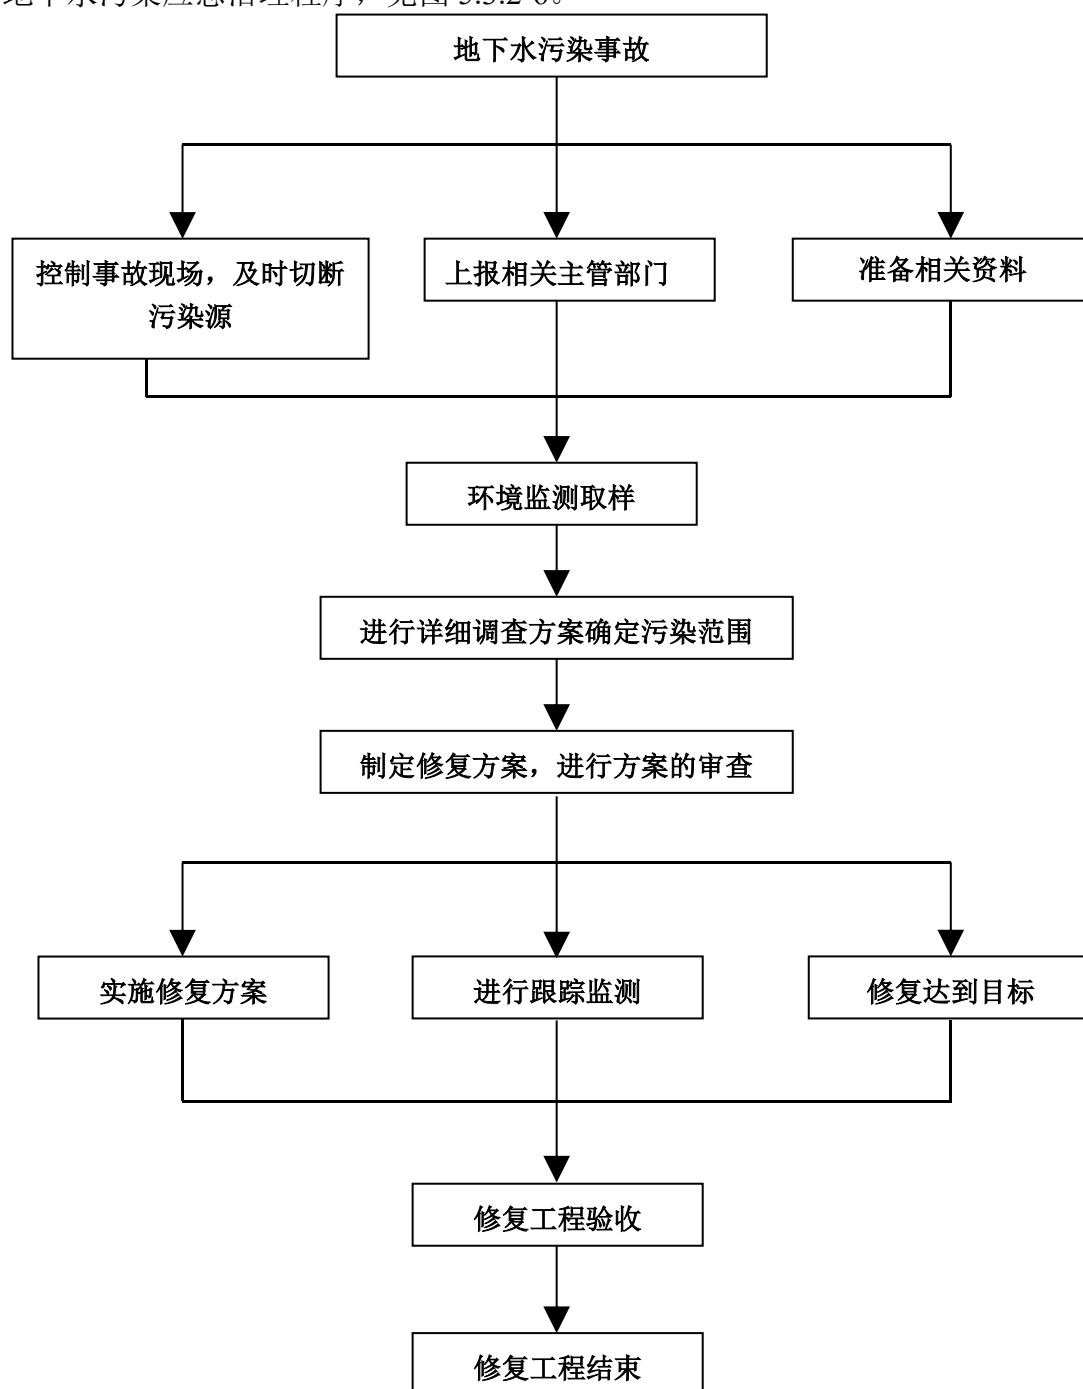 地下水污染应急治理程序，见图 5.3.2-6。
地下水污染事故
控制事故现场，及时切断
污染源
上报相关主管部门
准备相关资料
环境监测取样
进行详细调查方案确定污染范围
制定修复方案，进行方案的审查
实施修复方案
进行跟踪监测
修复达到目标
修复工程验收
修复工程结束